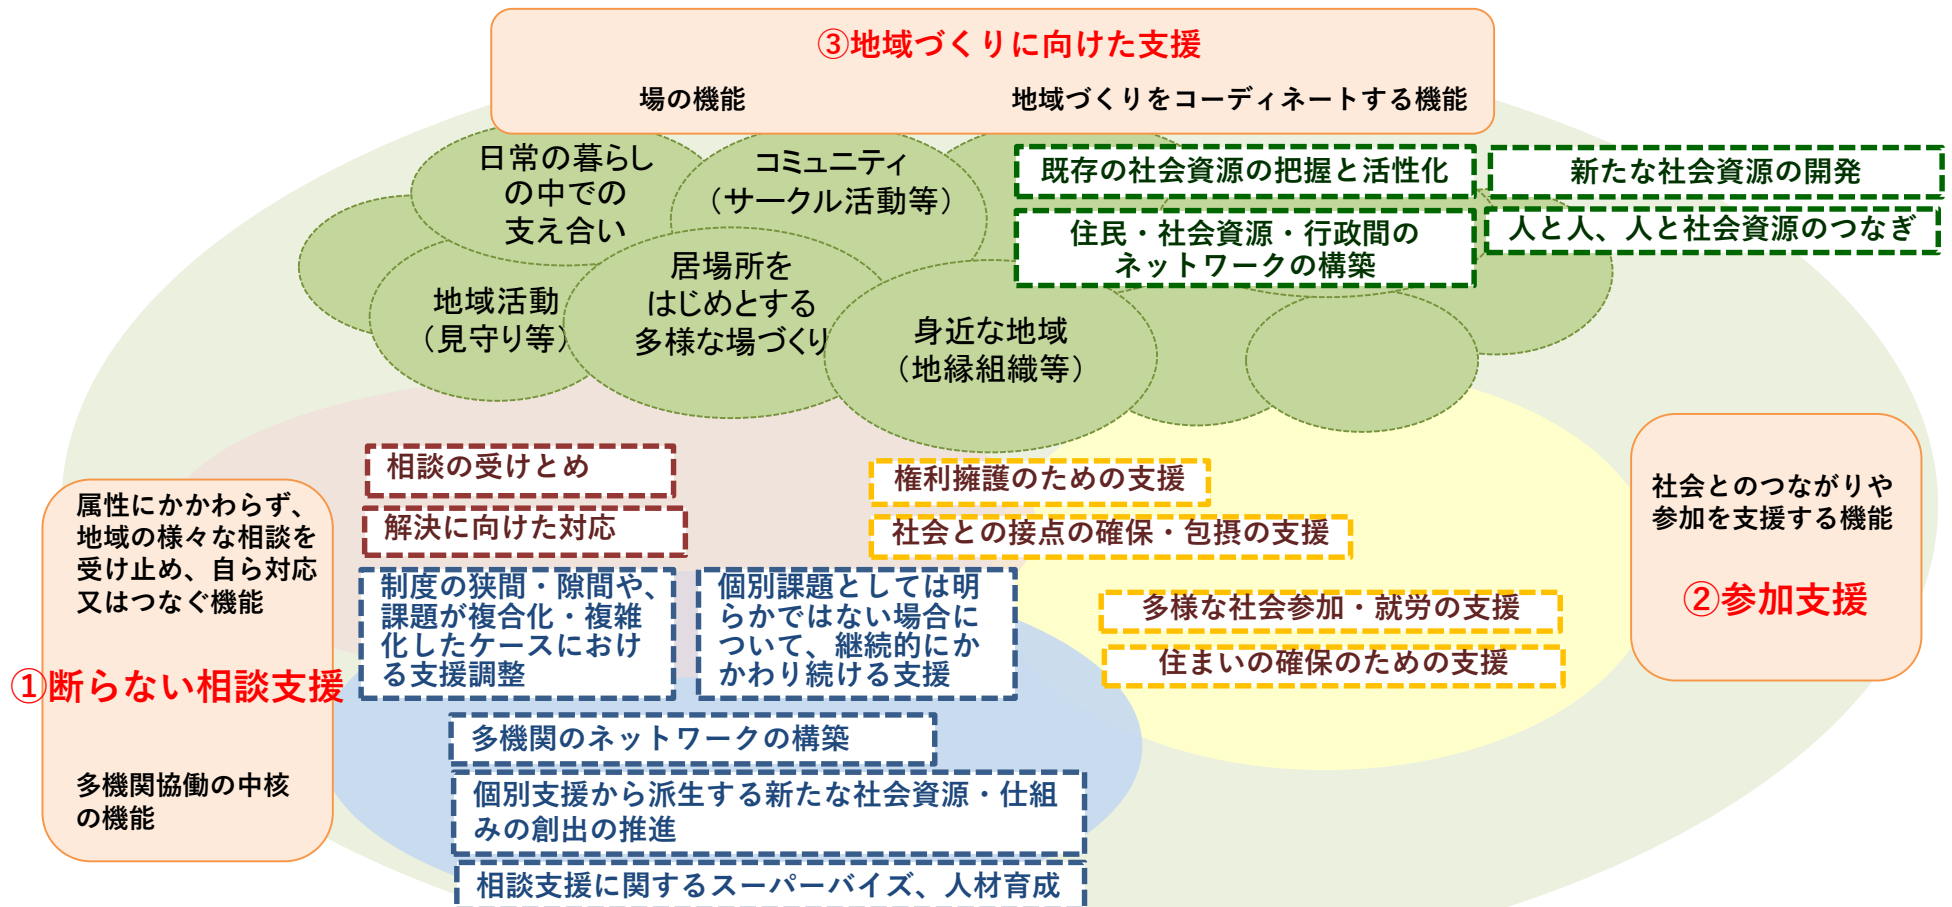 ③地域づくりに向けた支援
場の機能
地域づくりをコーディネートする機能
日常の暮らし
の中での
支え合い
コミュニティ
（サークル活動等）
既存の社会資源の把握と活性化
新たな社会資源の開発
住民・社会資源・行政間の
ネットワークの構築
人と人、人と社会資源のつなぎ
地域活動
（見守り等）
居場所を
はじめとする
多様な場づくり
身近な地域
（地縁組織等）
属性にかかわらず、
地域の様々な相談を
受け止め、自ら対応
又はつなぐ機能
①断らない相談支援
多機関協働の中核
の機能
相談の受けとめ
解決に向けた対応
制度の狭間・隙間や、
課題が複合化・複雑
化したケースにおけ
る支援調整
個別課題としては明
らかではない場合に
ついて、継続的にか
かわり続ける支援
多機関のネットワークの構築
個別支援から派生する新たな社会資源・仕組
みの創出の推進
相談支援に関するスーパーバイズ、人材育成
権利擁護のための支援
社会との接点の確保・包摂の支援
多様な社会参加・就労の支援
住まいの確保のための支援
社会とのつながりや
参加を支援する機能
②参加支援